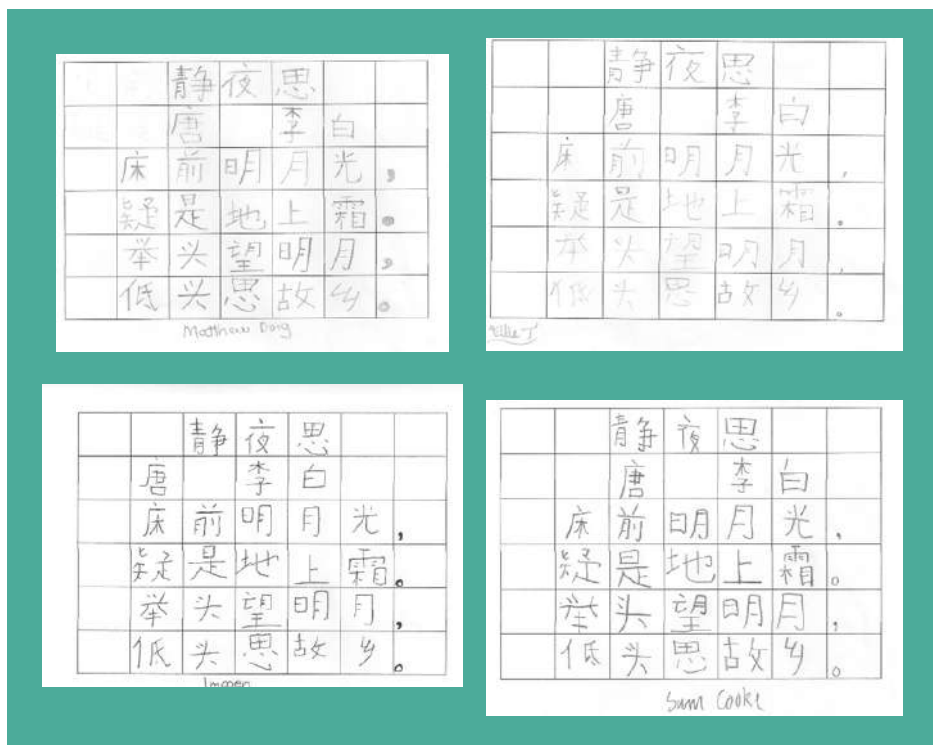 静夜思
唐 李白
床前明月光，
疑是地上霜。
举头望明月，
低头思故乡。
Matthew Doig
静夜思
唐 李白
床前明月光，
疑是地上霜。
举头望明月，
低头思故乡。
Ellie T
静夜思
唐 李白
床前明月光，
疑是地上霜。
举头望明月，
低头思故乡。
Imogen
静夜思
唐 李白
床前明月光，
疑是地上霜。
举头望明月，
低头思故乡。
Sam Cooke